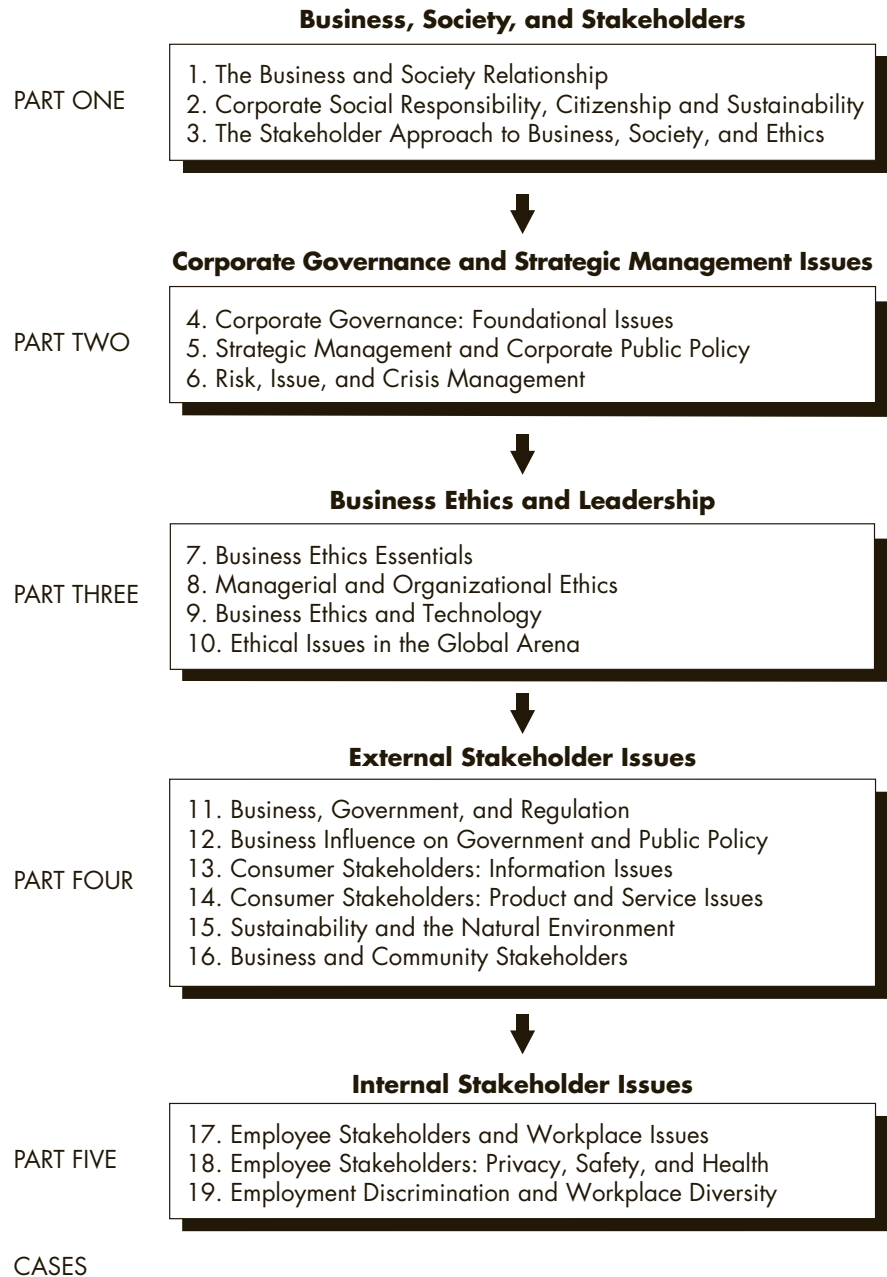 Business, Society, and Stakeholders
PART ONE
1. The Business and Society Relationship
2. Corporate Social Responsibility, Citizenship and Sustainability
3. The Stakeholder Approach to Business, Society, and Ethics
Corporate Governance and Strategic Management Issues
PART TWO
4. Corporate Governance: Foundational Issues
5. Strategic Management and Corporate Public Policy
6. Risk, Issue, and Crisis Management
Business Ethics and Leadership
PART THREE
7. Business Ethics Essentials
8. Managerial and Organizational Ethics
9. Business Ethics and Technology
10. Ethical Issues in the Global Arena
External Stakeholder Issues
PART FOUR
11. Business, Government, and Regulation
12. Business Influence on Government and Public Policy
13. Consumer Stakeholders: Information Issues
14. Consumer Stakeholders: Product and Service Issues
15. Sustainability and the Natural Environment
16. Business and Community Stakeholders
Internal Stakeholder Issues
PART FIVE
17. Employee Stakeholders and Workplace Issues
18. Employee Stakeholders: Privacy, Safety, and Health
19. Employment Discrimination and Workplace Diversity
CASES